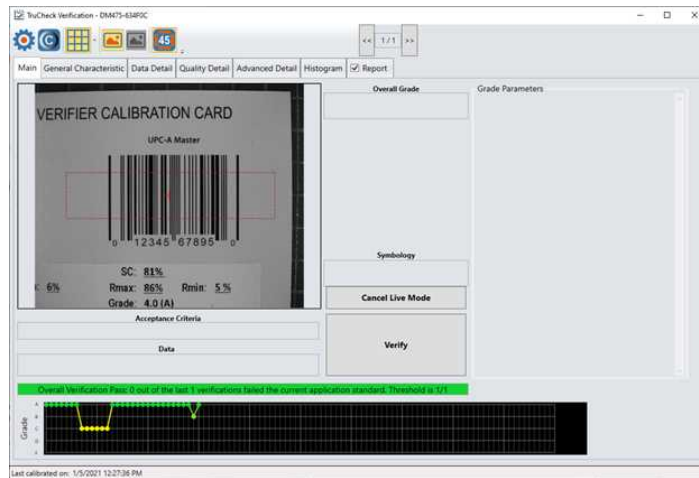 TruCheck Verification - DM475-634F0C
45
<< 1/1 >>
Main General Characteristic Data Detail Quality Detail Advanced Detail Histogram Report
VERIFIER CALIBRATION CARD
UPC-A Master
0 12345 67895 0
SC: 81%
: 6% Rmax: 86% Rmin: 5 %
Grade: 4.0 (A)
Overall Grade
Grade Parameters
Symbology
Cancel Live Mode
Verify
Acceptance Criteria
Data
Overall Verification Pass: 0 out of the last 1 verifications failed the current application standard. Threshold is 1/1
Grade
A
B
C
D
F
Last calibrated on: 1/5/2021 12:27:36 PM